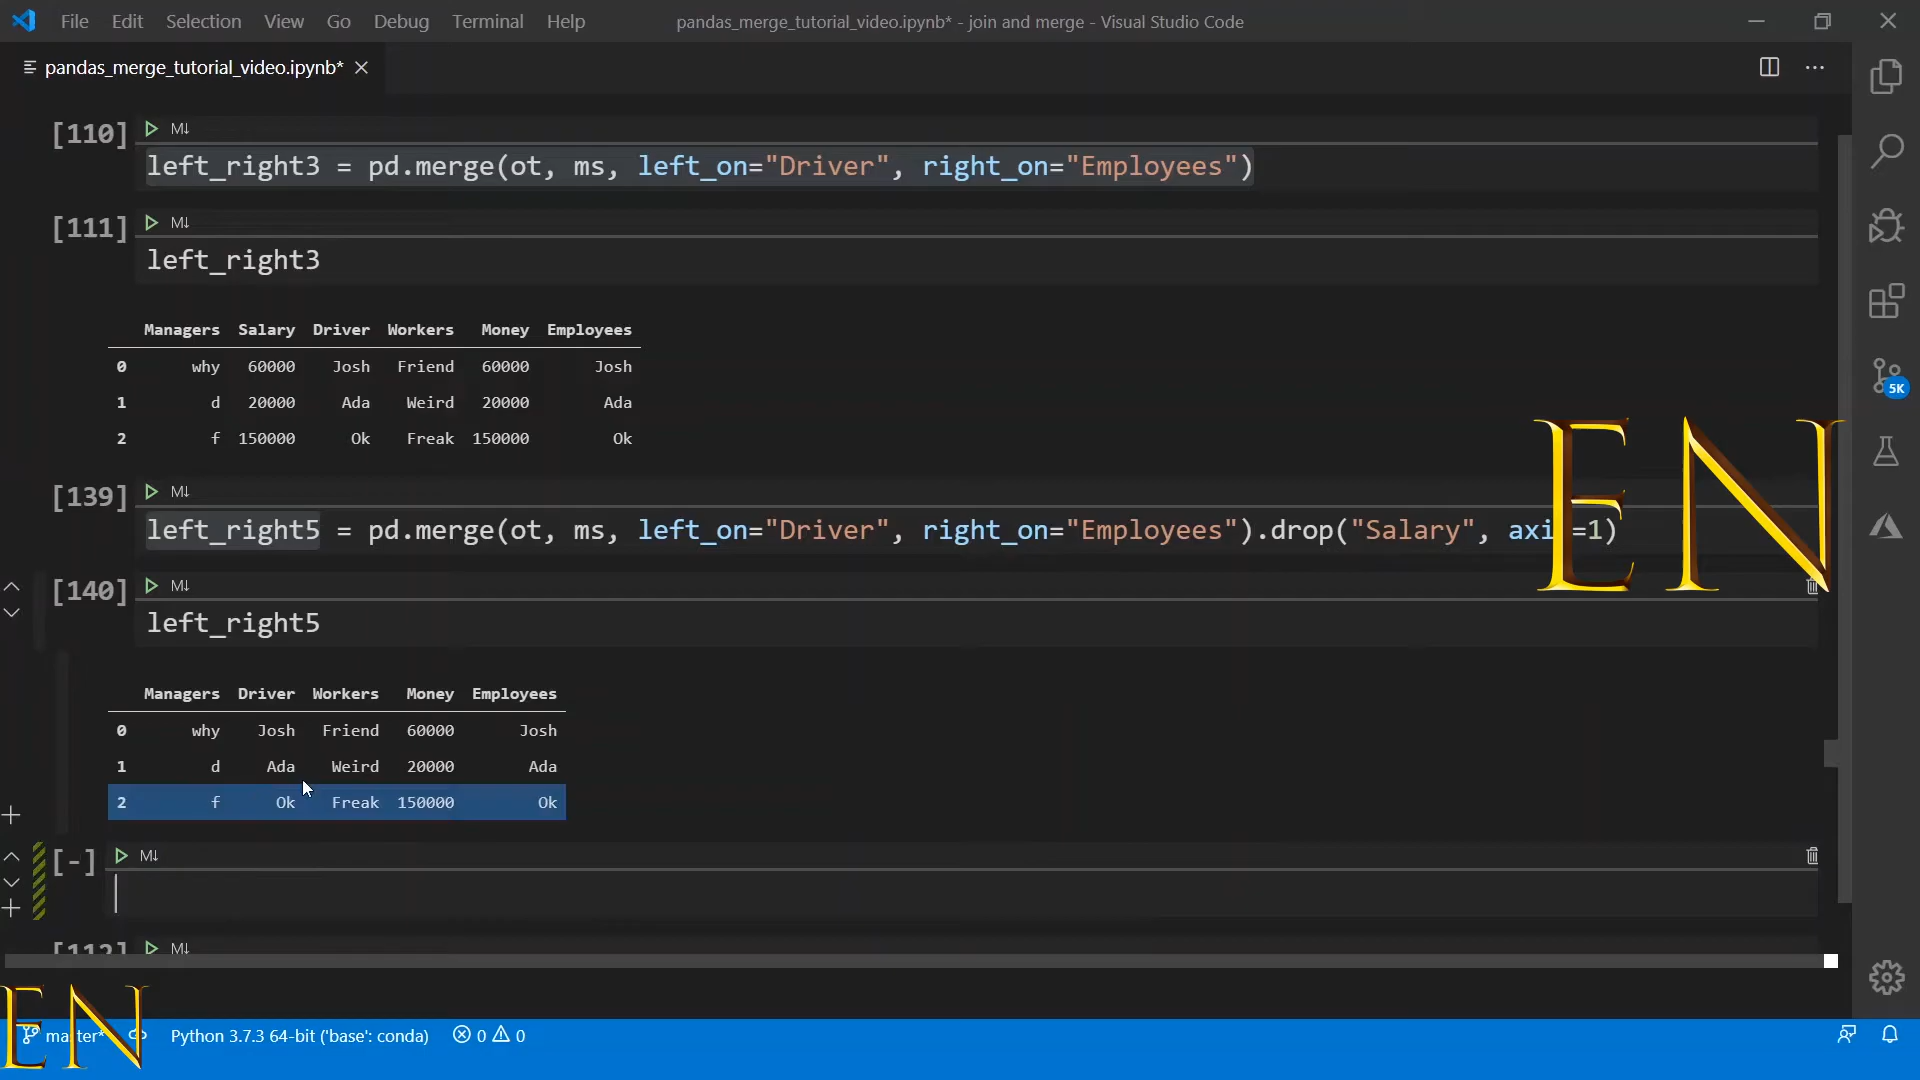 File Edit Selection View Go Debug Terminal Help pandas_merge_tutorial_video.ipynb* - join and merge - Visual Studio Code
pandas_merge_tutorial_video.ipynb*
[110] M↓
left_right3 = pd.merge(ot, ms, left_on="Driver", right_on="Employees")
[111] M↓
left_right3
Managers Salary Driver Workers Money Employees
0 why 60000 Josh Friend 60000 Josh
1 d 20000 Ada Weird 20000 Ada
2 f 150000 Ok Freak 150000 Ok
5K
EN
[139] M↓
left_right5 = pd.merge(ot, ms, left_on="Driver", right_on="Employees").drop("Salary", axi =1)
[140] M↓
left_right5
Managers Driver Workers Money Employees
0 why Josh Friend 60000 Josh
1 d Ada Weird 20000 Ada
2 f Ok Freak 150000 Ok
[-] M↓
[112] M↓
EN
master* Python 3.7.3 64-bit ('base': conda) 0 0